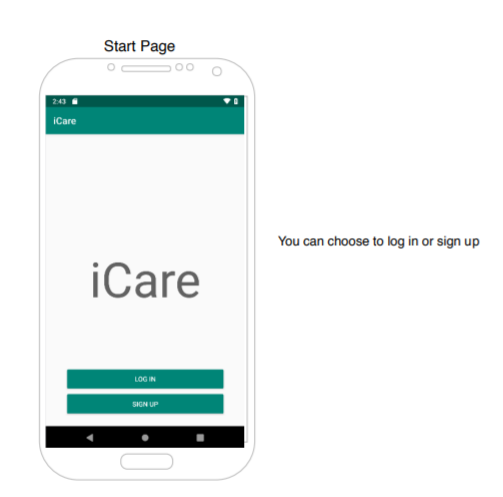 Start Page
2:43
iCare
You can choose to log in or sign up
iCare
LOG IN
SIGN UP